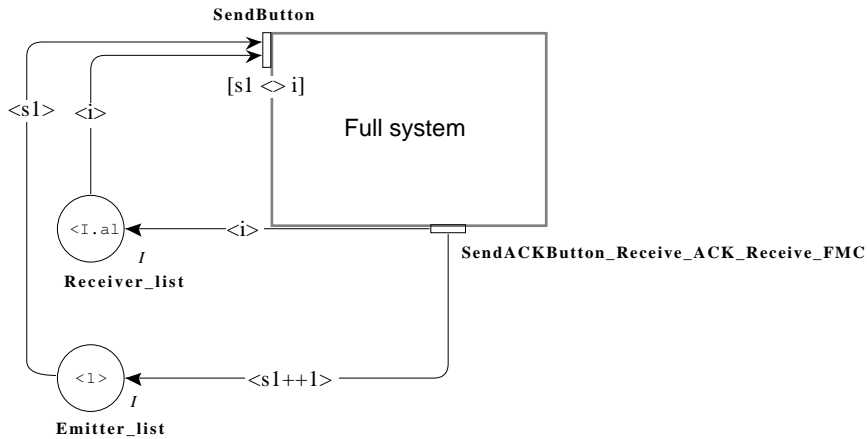 SendButton
[s1 <> i]
<s1>
<i>
Full system
<I.al
<i>
I
Receiver_list
SendACKButton_Receive_ACK_Receive_FMC
<1>
<s1++1>
I
Emitter_list